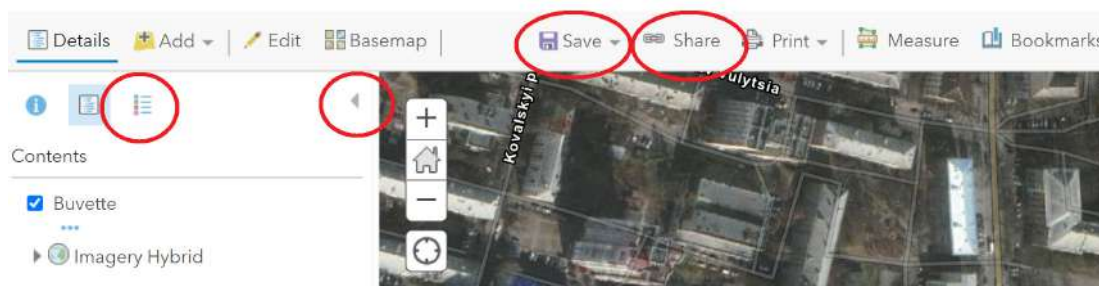 Details Add Edit Basemap Save Share Print Measure Bookmarks
Contents
Buvette
Imagery Hybrid
Kovalskyi p
Vulytsia